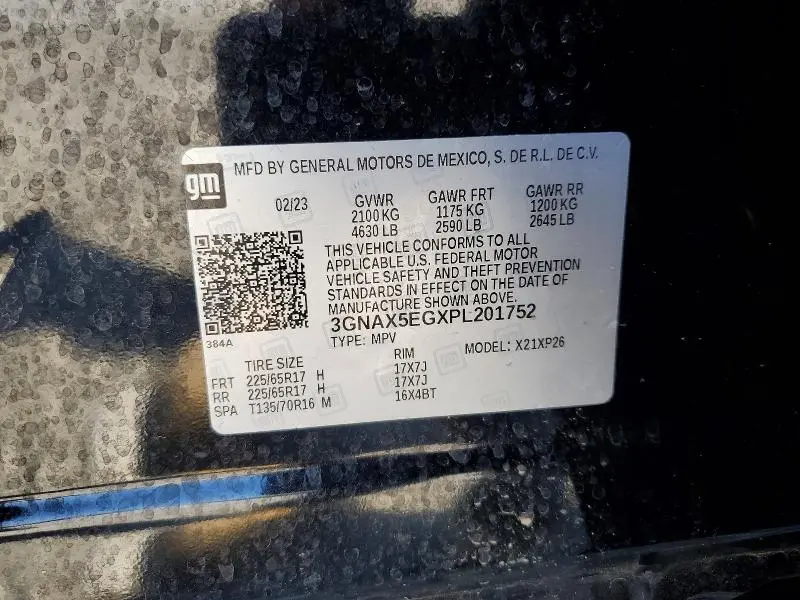 gm
MFD BY GENERAL MOTORS DE MEXICO, S. DE R.L. DE C.V.
02/23 GVWR GAWR FRT GAWR RR
2100 KG 1175 KG 1200 KG
4630 LB 2590 LB 2645 LB
THIS VEHICLE CONFORMS TO ALL
APPLICABLE U.S. FEDERAL MOTOR
VEHICLE SAFETY AND THEFT PREVENTION
STANDARDS IN EFFECT ON THE DATE OF
MANUFACTURE SHOWN ABOVE.
3GNAX5EGXPL201752
384A
TYPE: MPV MODEL: X21XP26
TIRE SIZE RIM
FRT 225/65R17 H 17X7J
RR 225/65R17 H 17X7J
SPA T135/70R16 M 16X4BT